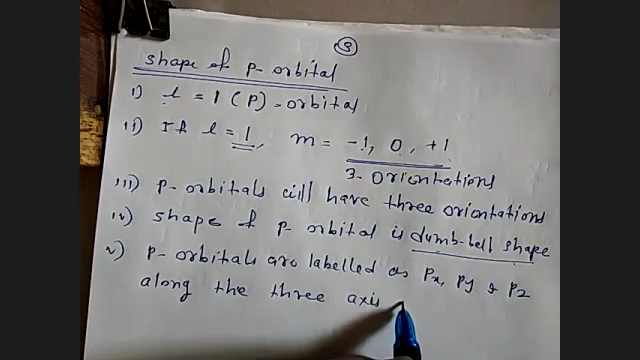 9
shape of p-orbital
i) l = 1 (P) - orbital
ii) If l = 1, m = -1, 0, +1
3-orientations
iii) p-orbitals will have three orientations
iv) shape of p-orbital is dumb-bell shape
v) p-orbitals are labelled as px, py & pz
along the three axis